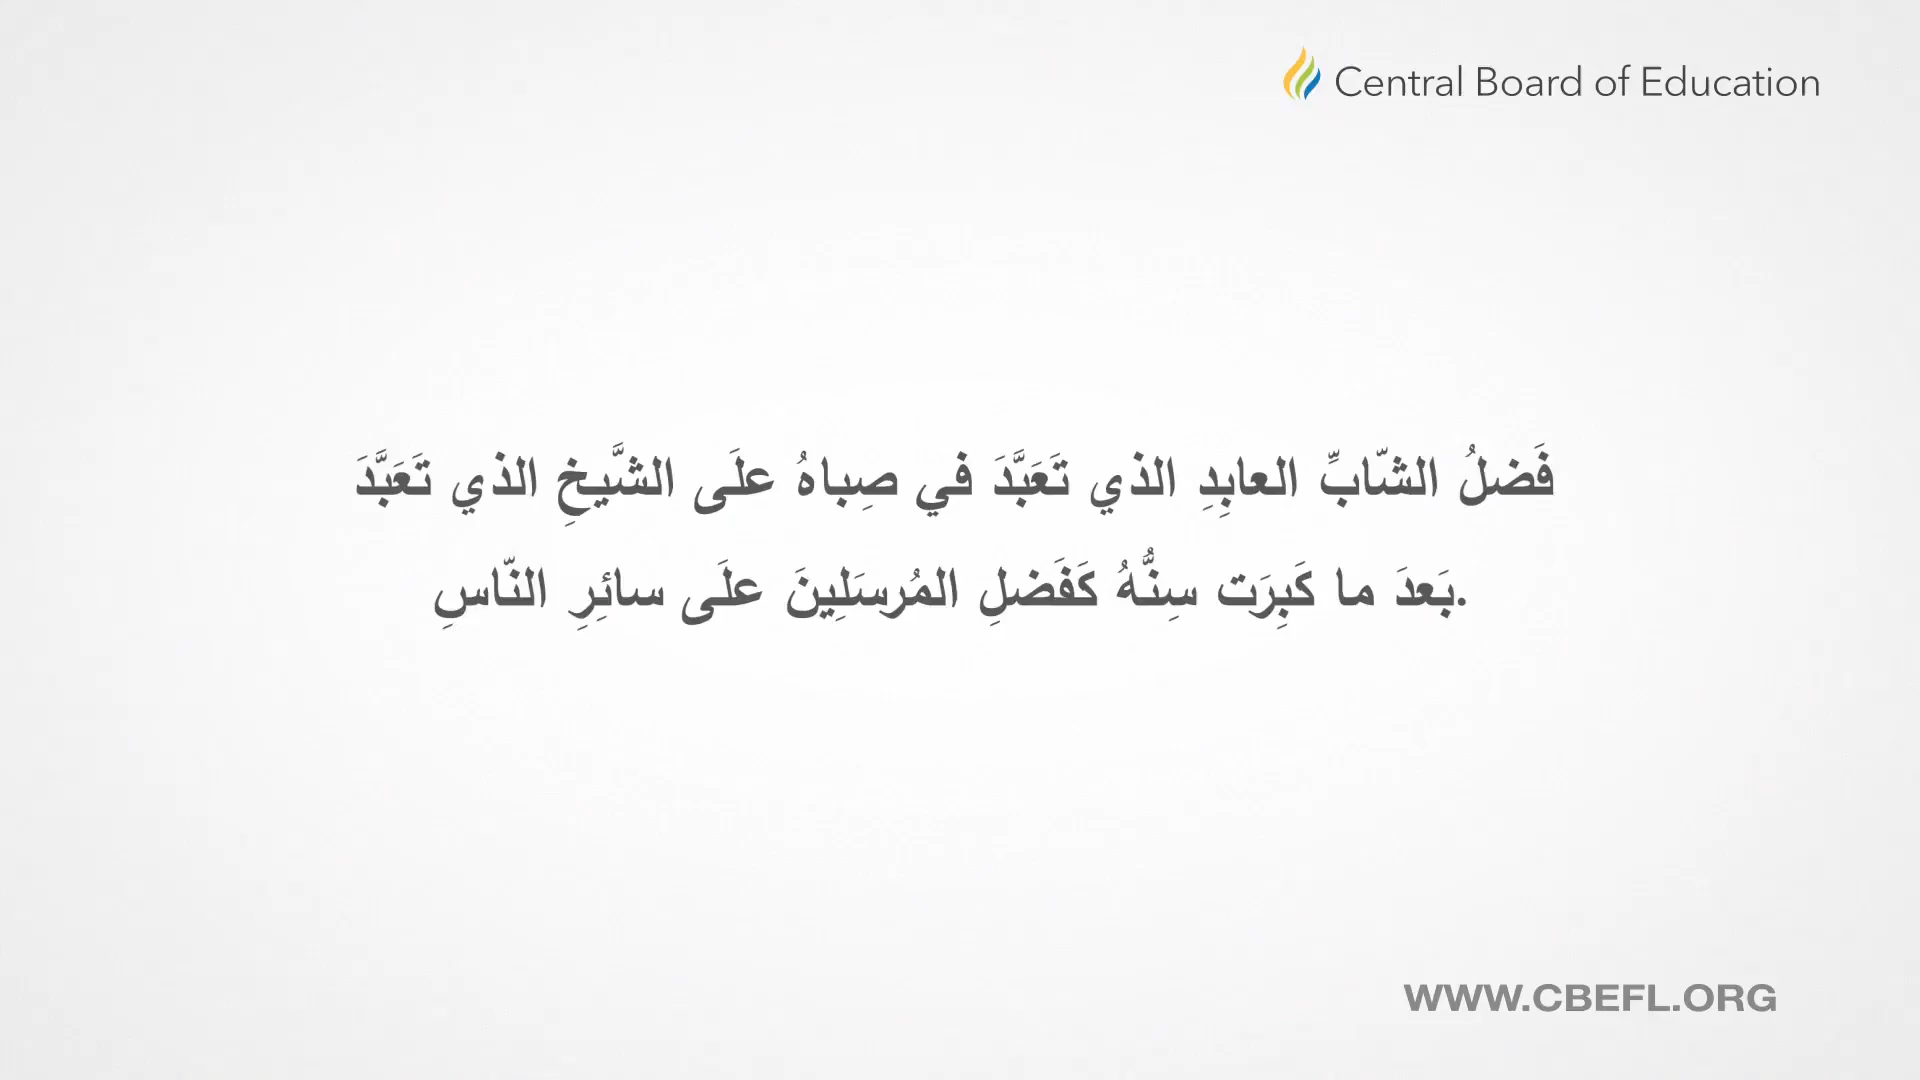 Central Board of Education
فَضلُ الشّابِّ العابِدِ الذي تَعَبَّدَ في صِباهُ علَى الشَّيخِ الذي تَعَبَّدَ
بَعدَ ما كَبِرَت سِنُّهُ كَفَضلِ المُرسَلِينَ علَى سائرِ النّاسِ.
WWW.CBEFL.ORG